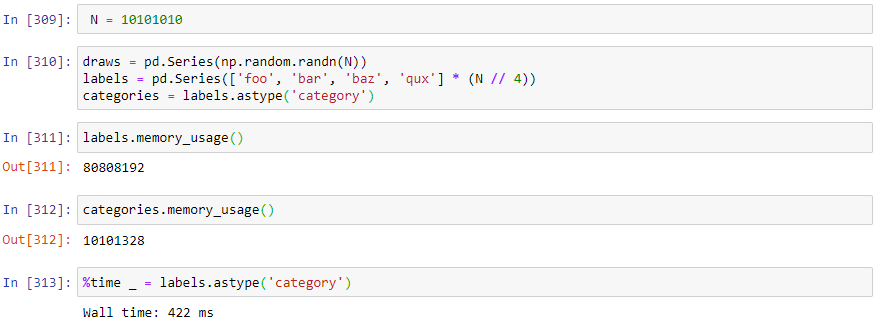 In [309]: N = 10101010
In [310]: draws = pd.Series(np.random.randn(N))
labels = pd.Series(['foo', 'bar', 'baz', 'qux'] * (N // 4))
categories = labels.astype('category')
In [311]: labels.memory_usage()
Out[311]: 80808192
In [312]: categories.memory_usage()
Out[312]: 10101328
In [313]: %time _ = labels.astype('category')
Wall time: 422 ms